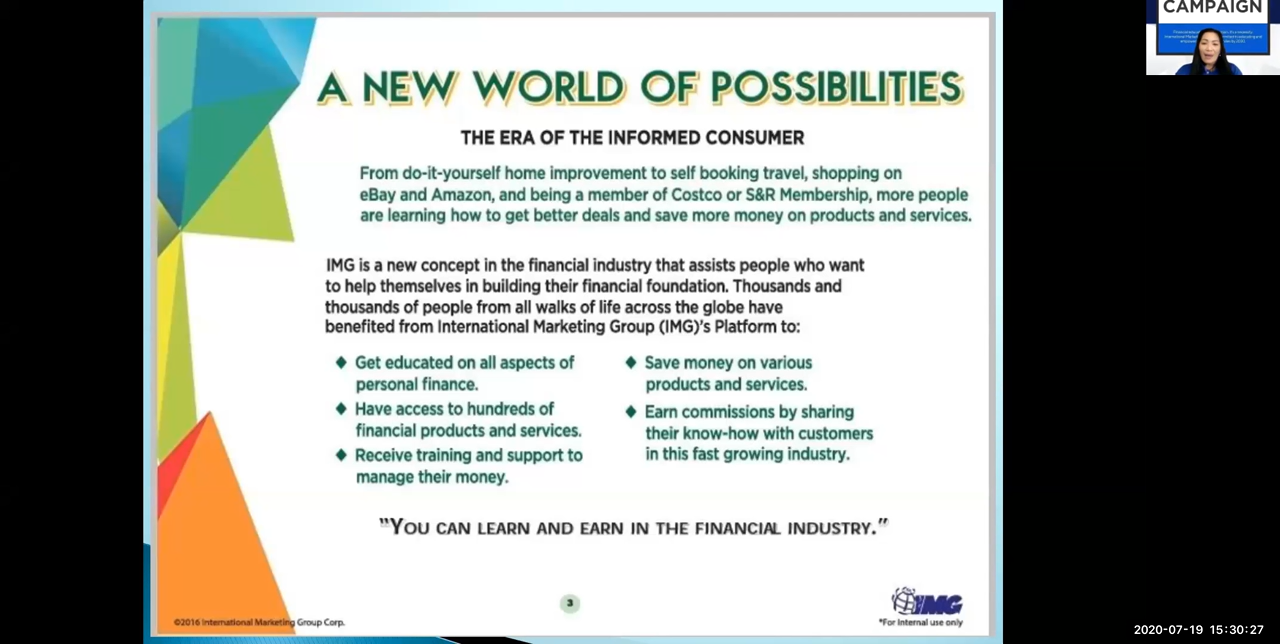 CAMPAIGN
A NEW WORLD OF POSSIBILITIES
THE ERA OF THE INFORMED CONSUMER
From do-it-yourself home improvement to self booking travel, shopping on
eBay and Amazon, and being a member of Costco or S&R Membership, more people
are learning how to get better deals and save more money on products and services.
IMG is a new concept in the financial industry that assists people who want
to help themselves in building their financial foundation. Thousands and
thousands of people from all walks of life across the globe have
benefited from International Marketing Group (IMG)'s Platform to:
◆ Get educated on all aspects of
personal finance.
◆ Have access to hundreds of
financial products and services.
◆ Receive training and support to
manage their money.
◆ Save money on various
products and services.
◆ Earn commissions by sharing
their know-how with customers
in this fast growing industry.
"YOU CAN LEARN AND EARN IN THE FINANCIAL INDUSTRY."
3
IMG
©2016 International Marketing Group Corp.
*For Internal use only
2020-07-19 15:30:27